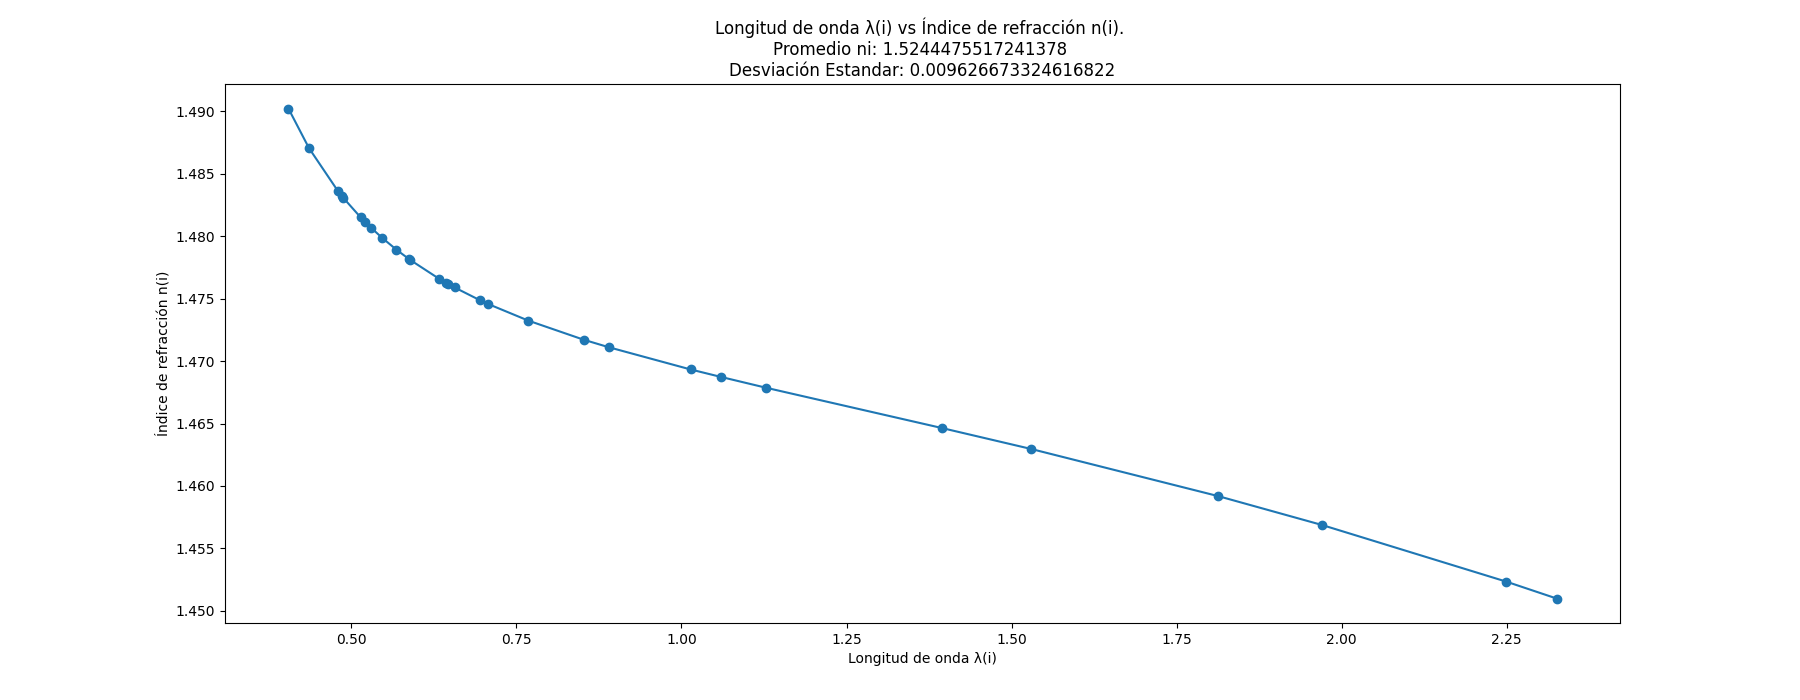 Longitud de onda λ(i) vs Índice de refracción n(i).
Promedio ni: 1.5244475517241378
Desviación Estandar: 0.009626673324616822
1.490
1.485
1.480
1.475
1.470
1.465
1.460
1.455
1.450
Índice de refracción n(i)
0.50 0.75 1.00 1.25 1.50 1.75 2.00 2.25
Longitud de onda λ(i)